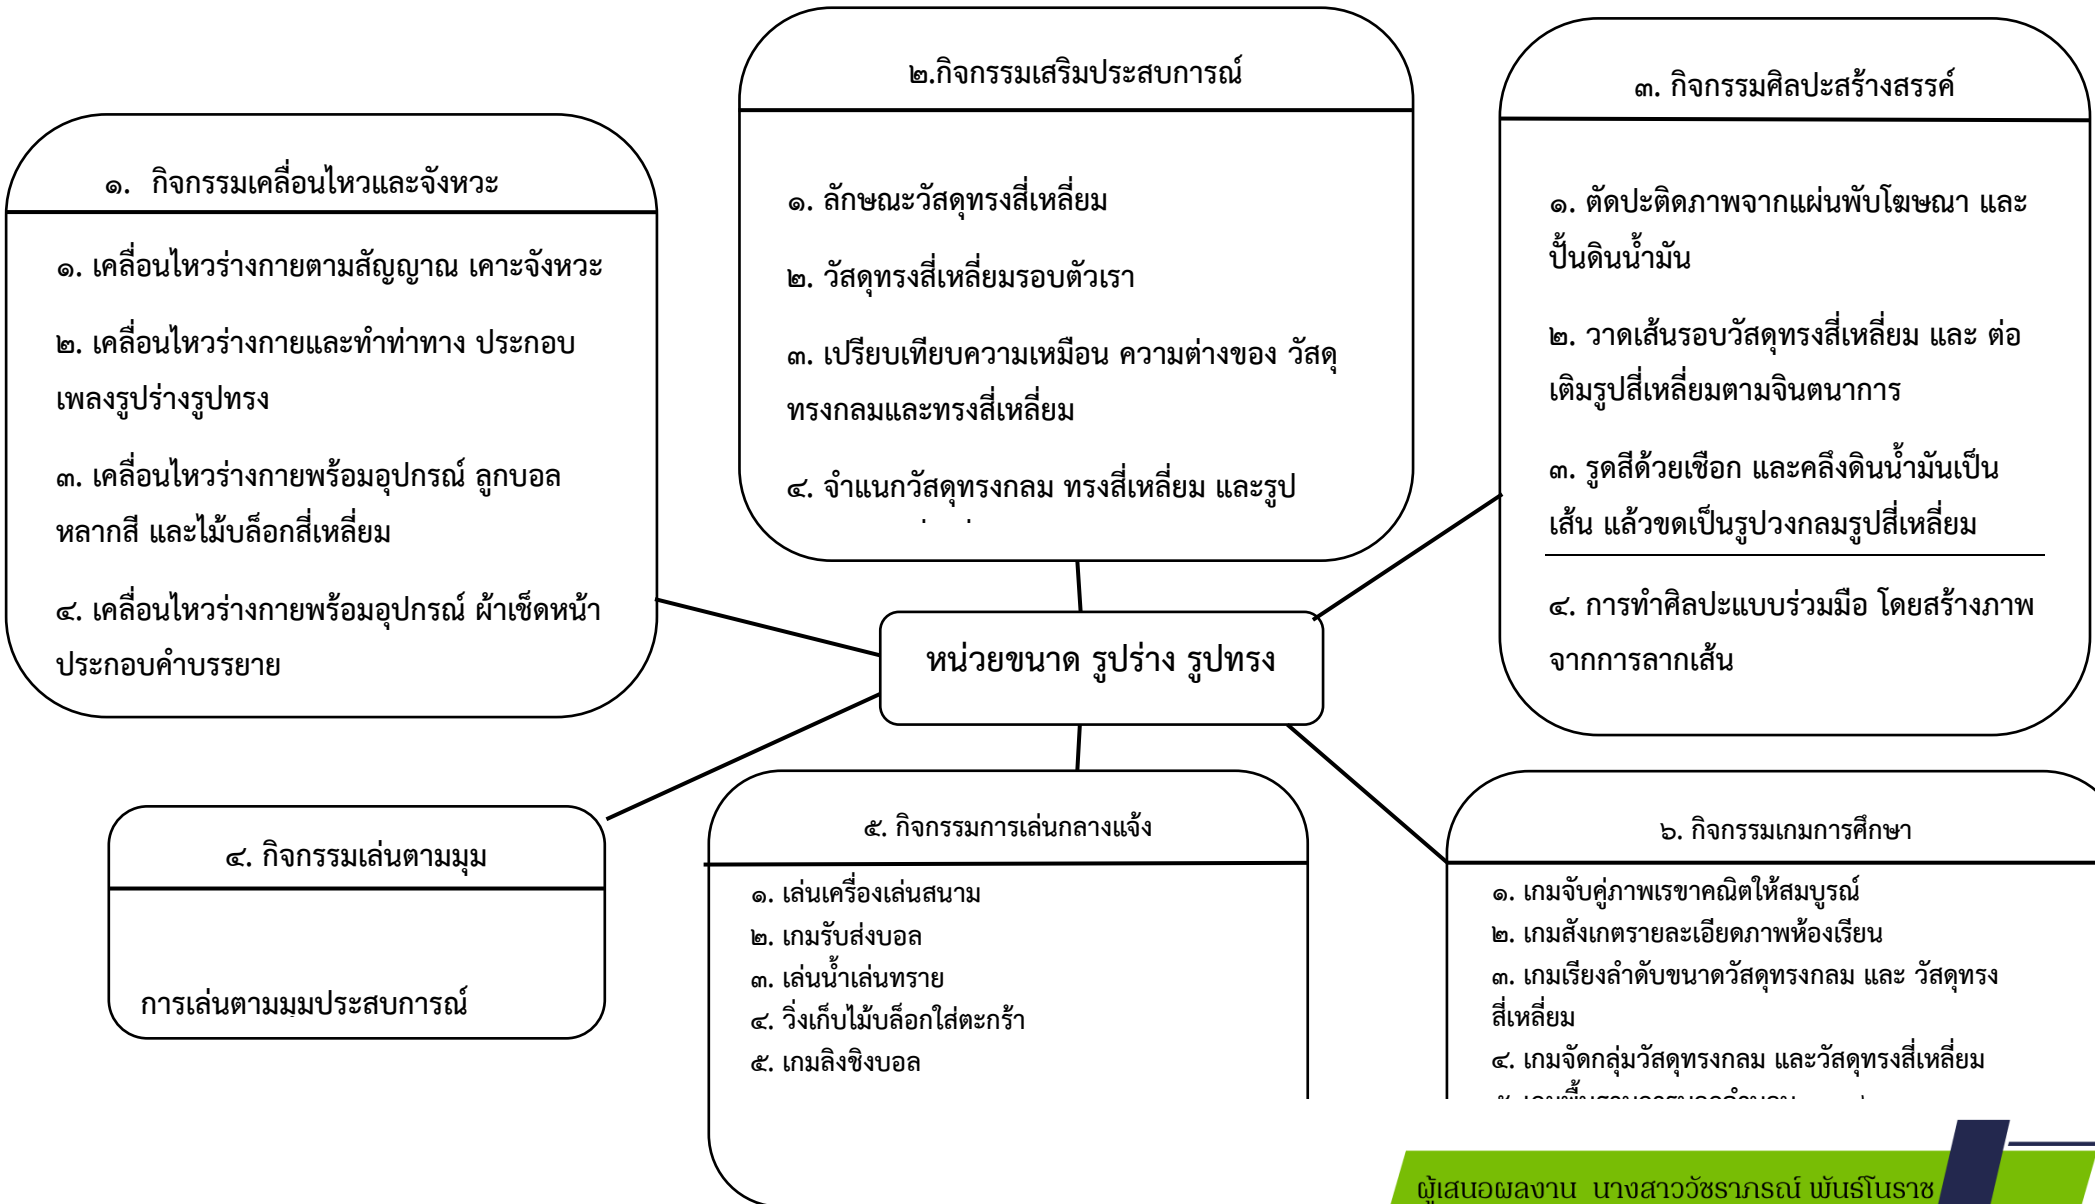 ๑. กิจกรรมเคลื่อนไหวและจังหวะ
๑. เคลื่อนไหวร่างกายตามสัญญาณ เคาะจังหวะ
๒. เคลื่อนไหวร่างกายและทำท่าทาง ประกอบ
เพลงรูปร่างรูปทรง
๓. เคลื่อนไหวร่างกายพร้อมอุปกรณ์ ลูกบอล
หลากสี และไม้บล็อกสี่เหลี่ยม
๔. เคลื่อนไหวร่างกายพร้อมอุปกรณ์ ผ้าเช็ดหน้า
ประกอบคำบรรยาย
๒.กิจกรรมเสริมประสบการณ์
๑. ลักษณะวัสดุทรงสี่เหลี่ยม
๒. วัสดุทรงสี่เหลี่ยมรอบตัวเรา
๓. เปรียบเทียบความเหมือน ความต่างของ วัสดุ
ทรงกลมและทรงสี่เหลี่ยม
๔. จำแนกวัสดุทรงกลม ทรงสี่เหลี่ยม และรูป
๓. กิจกรรมศิลปะสร้างสรรค์
๑. ตัดปะติดภาพจากแผ่นพับโฆษณา และ
ปั้นดินน้ำมัน
๒. วาดเส้นรอบวัสดุทรงสี่เหลี่ยม และ ต่อ
เติมรูปสี่เหลี่ยมตามจินตนาการ
๓. รูดสีด้วยเชือก และคลึงดินน้ำมันเป็น
เส้น แล้วขดเป็นรูปวงกลมรูปสี่เหลี่ยม
๔. การทำศิลปะแบบร่วมมือ โดยสร้างภาพ
จากการลากเส้น
หน่วยขนาด รูปร่าง รูปทรง
๔. กิจกรรมเล่นตามมุม
การเล่นตามมุมประสบการณ์
๕. กิจกรรมการเล่นกลางแจ้ง
๑. เล่นเครื่องเล่นสนาม
๒. เกมรับส่งบอล
๓. เล่นน้ำเล่นทราย
๔. วิ่งเก็บไม้บล็อกใส่ตะกร้า
๕. เกมลิงชิงบอล
๖. กิจกรรมเกมการศึกษา
๑. เกมจับคู่ภาพเรขาคณิตให้สมบูรณ์
๒. เกมสังเกตรายละเอียดภาพห้องเรียน
๓. เกมเรียงลำดับขนาดวัสดุทรงกลม และ วัสดุทรง
สี่เหลี่ยม
๔. เกมจัดกลุ่มวัสดุทรงกลม และวัสดุทรงสี่เหลี่ยม
ผู้เสนอผลงาน นางสาววัชราภรณ์ พันธ์โนราช